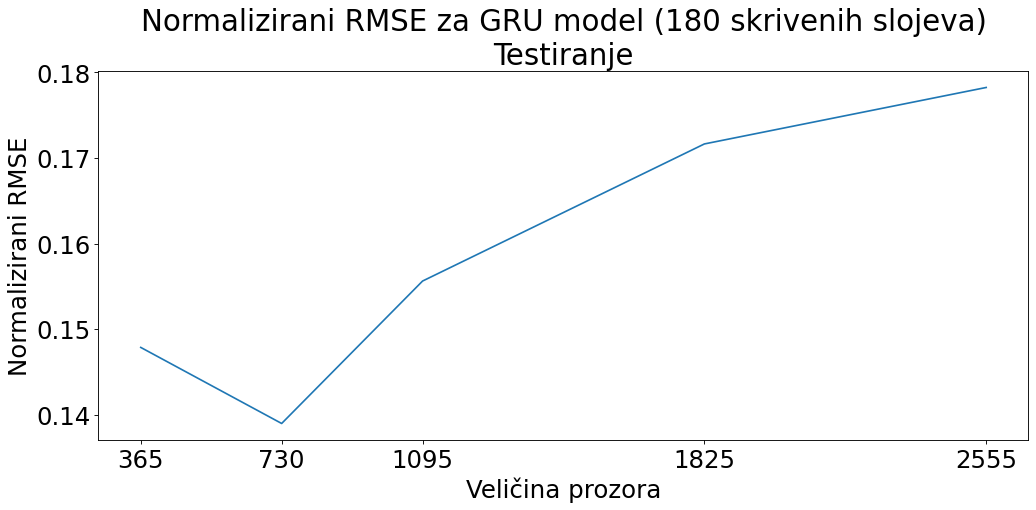 Normalizirani RMSE za GRU model (180 skrivenih slojeva)
Testiranje
Normalizirani RMSE
0.18
0.17
0.16
0.15
0.14
365 730 1095 1825 2555
Veličina prozora